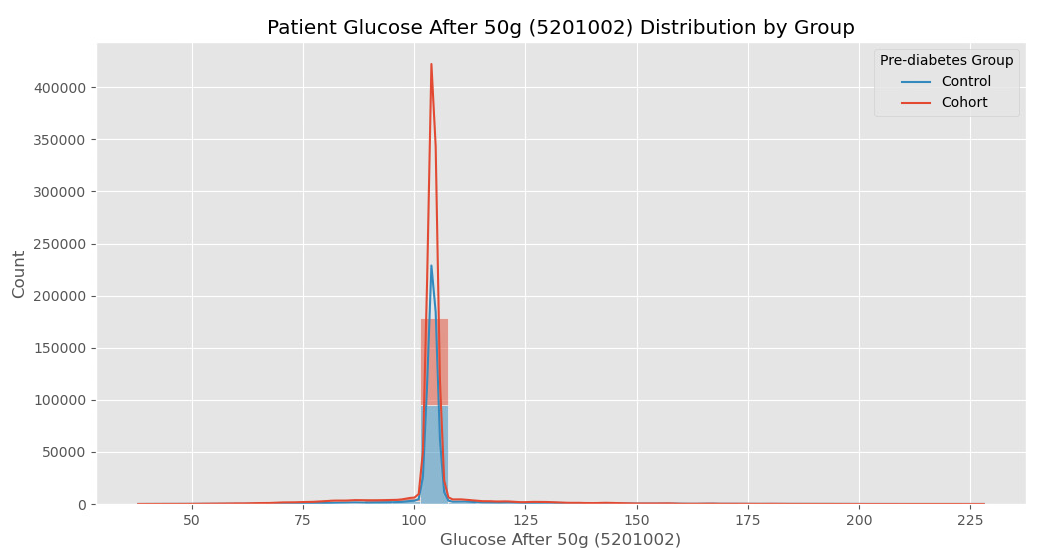 Patient Glucose After 50g (5201002) Distribution by Group
Pre-diabetes Group
Control
Cohort
Count
400000
350000
300000
250000
200000
150000
100000
50000
0
50 75 100 125 150 175 200 225
Glucose After 50g (5201002)